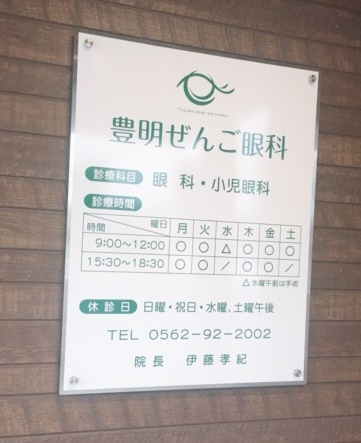 豊明ぜんご眼科
診療科目 眼 科・小児眼科
診療時間
時間 曜日 月 火 水 木 金 土
9:00〜12:00 ○ ○ △ ○ ○ ○
15:30〜18:30 ○ ○ ／ ○ ○ ／
△ 水曜午前は手術
休 診 日 日曜・祝日・水曜、土曜午後
TEL 0562-92-2002
院 長 伊藤孝紀